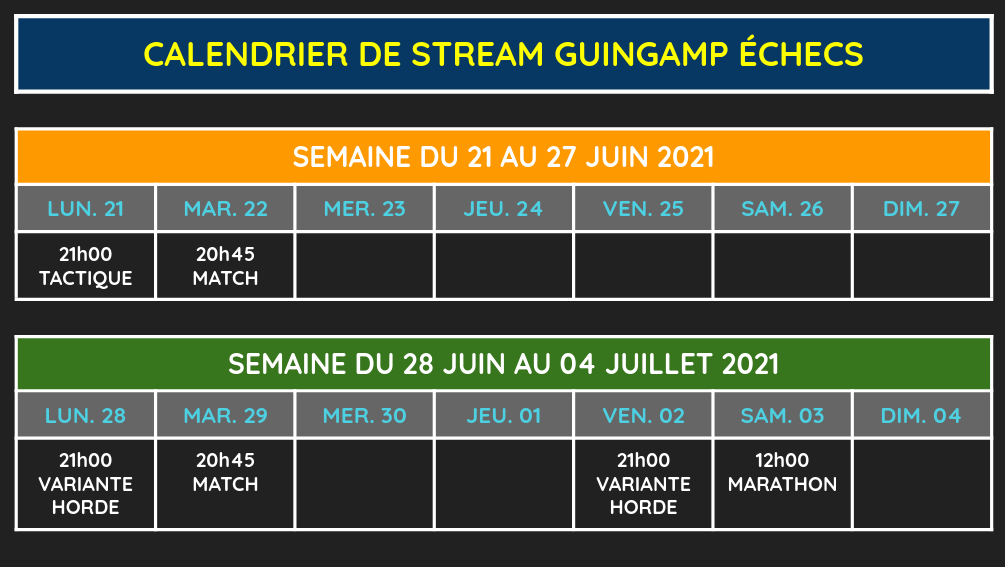 CALENDRIER DE STREAM GUINGAMP ÉCHECS
SEMAINE DU 21 AU 27 JUIN 2021
LUN. 21 MAR. 22 MER. 23 JEU. 24 VEN. 25 SAM. 26 DIM. 27
21h00 20h45
TACTIQUE MATCH
SEMAINE DU 28 JUIN AU 04 JUILLET 2021
LUN. 28 MAR. 29 MER. 30 JEU. 01 VEN. 02 SAM. 03 DIM. 04
21h00 20h45 21h00 12h00
VARIANTE MATCH VARIANTE MARATHON
HORDE HORDE